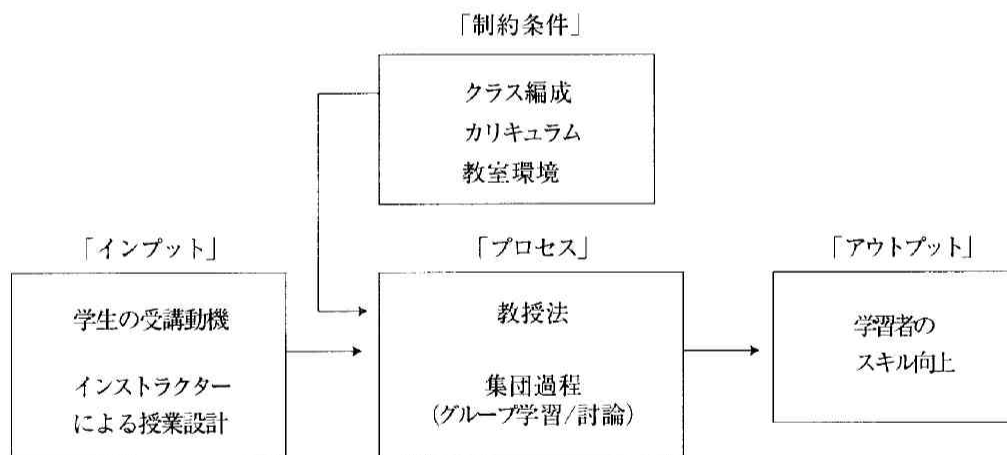 「制約条件」
クラス編成
カリキュラム
教室環境
「インプット」
学生の受講動機
インストラクター
による授業設計
「プロセス」
教授法
集団過程
(グループ学習/討論)
「アウトプット」
学習者の
スキル向上